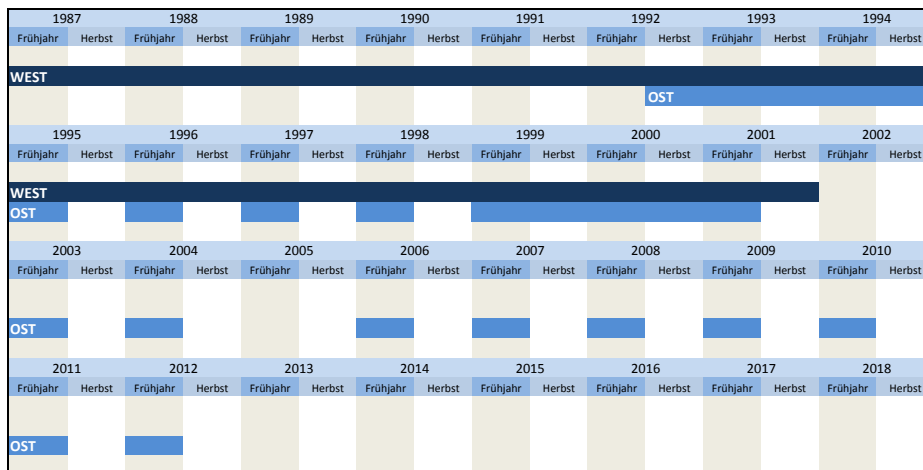 1987 1988 1989 1990 1991 1992 1993 1994
Frühjahr Herbst Frühjahr Herbst Frühjahr Herbst Frühjahr Herbst Frühjahr Herbst Frühjahr Herbst Frühjahr Herbst Frühjahr Herbst
WEST
OST
1995 1996 1997 1998 1999 2000 2001 2002
Frühjahr Herbst Frühjahr Herbst Frühjahr Herbst Frühjahr Herbst Frühjahr Herbst Frühjahr Herbst Frühjahr Herbst Frühjahr Herbst
WEST
OST
2003 2004 2005 2006 2007 2008 2009 2010
Frühjahr Herbst Frühjahr Herbst Frühjahr Herbst Frühjahr Herbst Frühjahr Herbst Frühjahr Herbst Frühjahr Herbst Frühjahr Herbst
OST
2011 2012 2013 2014 2015 2016 2017 2018
Frühjahr Herbst Frühjahr Herbst Frühjahr Herbst Frühjahr Herbst Frühjahr Herbst Frühjahr Herbst Frühjahr Herbst Frühjahr Herbst
OST